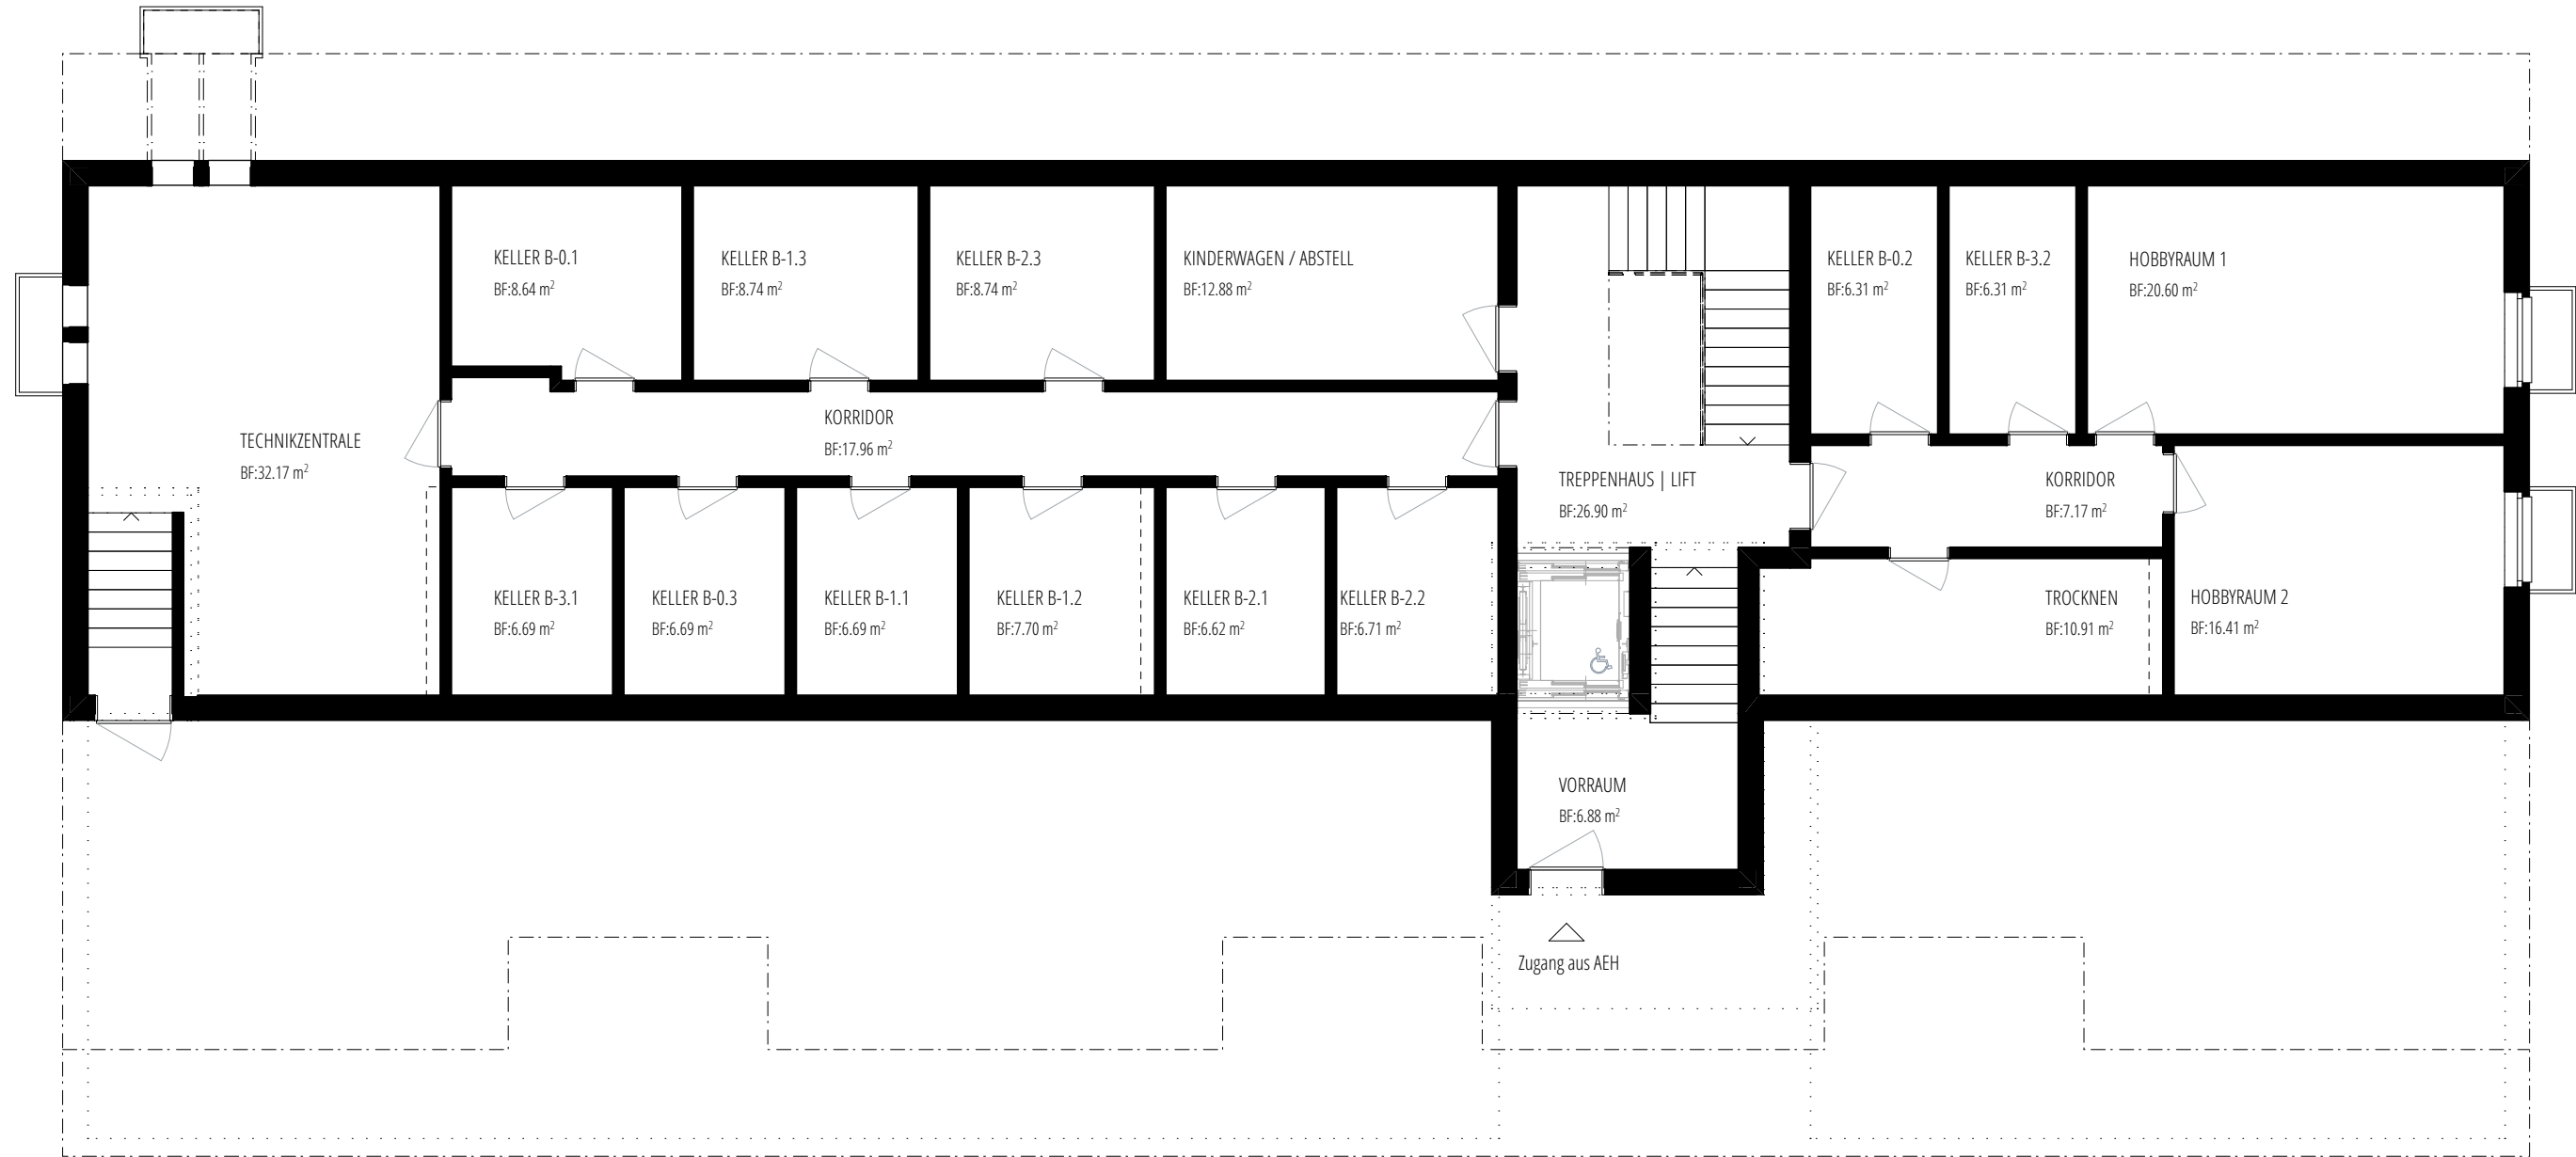 KELLER B-0.1
BF:8.64 m²
KELLER B-1.3
BF:8.74 m²
KELLER B-2.3
BF:8.74 m²
KINDERWAGEN / ABSTELL
BF:12.88 m²
KELLER B-0.2
BF:6.31 m²
KELLER B-3.2
BF:6.31 m²
HOBBYRAUM 1
BF:20.60 m²
TECHNIKZENTRALE
BF:32.17 m²
KORRIDOR
BF:17.96 m²
TREPPENHAUS | LIFT
BF:26.90 m²
KORRIDOR
BF:7.17 m²
KELLER B-3.1
BF:6.69 m²
KELLER B-0.3
BF:6.69 m²
KELLER B-1.1
BF:6.69 m²
KELLER B-1.2
BF:7.70 m²
KELLER B-2.1
BF:6.62 m²
KELLER B-2.2
BF:6.71 m²
TROCKNEN
BF:10.91 m²
HOBBYRAUM 2
BF:16.41 m²
VORRAUM
BF:6.88 m²
Zugang aus AEH